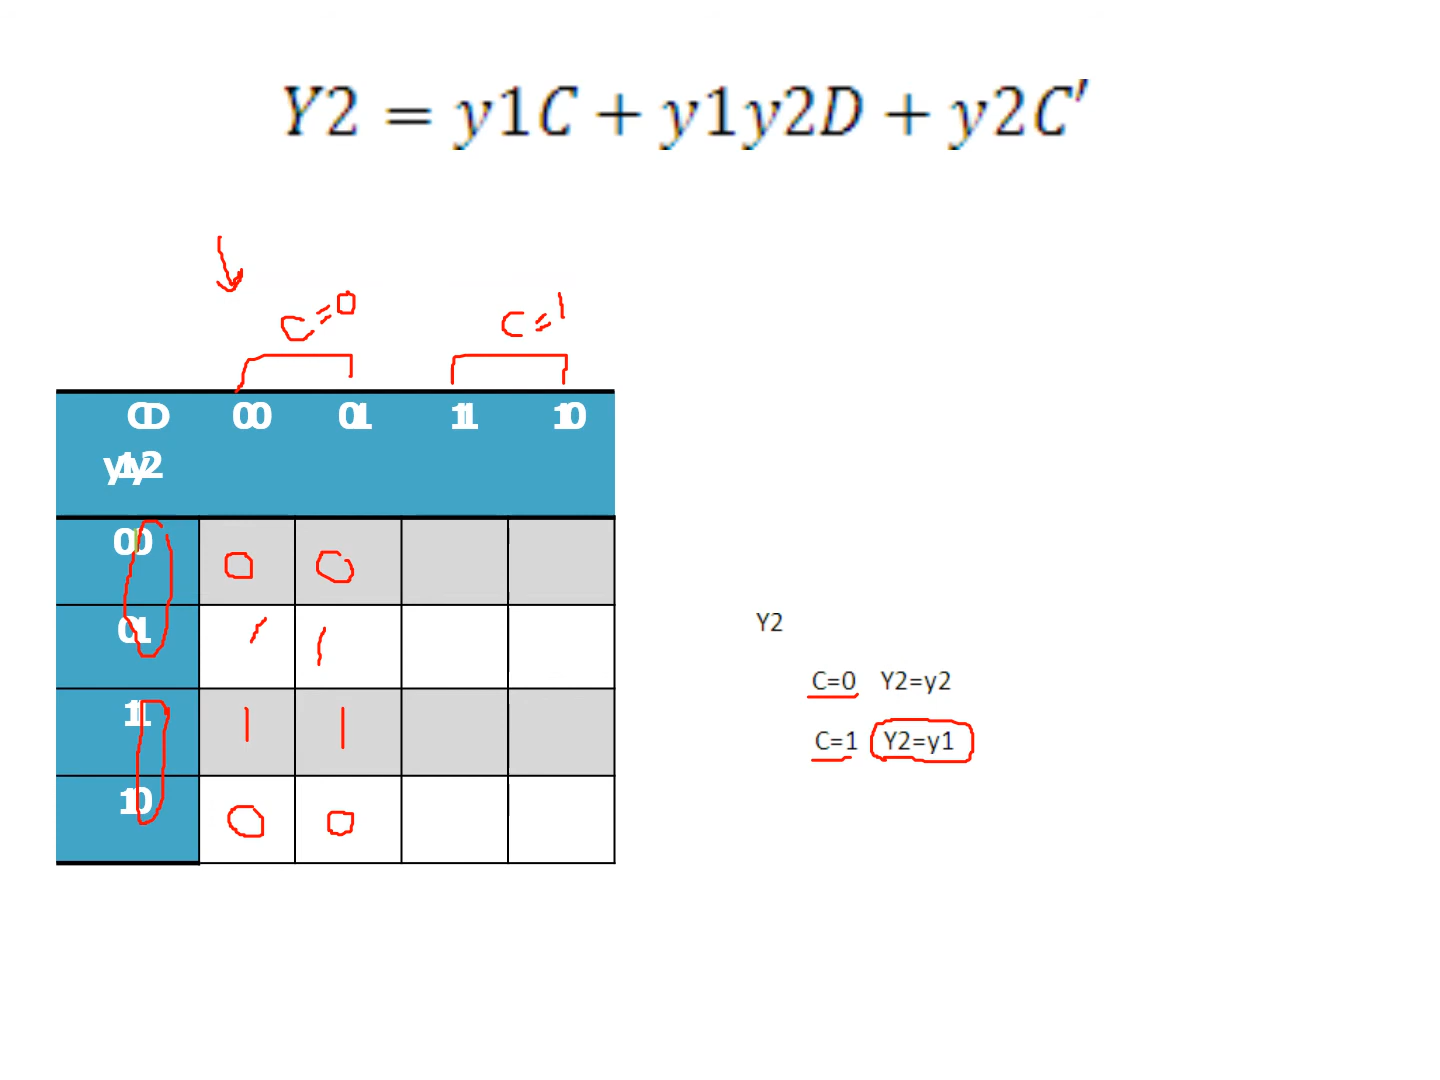 Y2 = y1C + y1y2D + y2C′
C=0 C=1
CD 00 01 11 10
y1y2
00 0 0
01 1 1
11 1 1
10 0 0
Y2
C=0 Y2=y2
C=1 Y2=y1